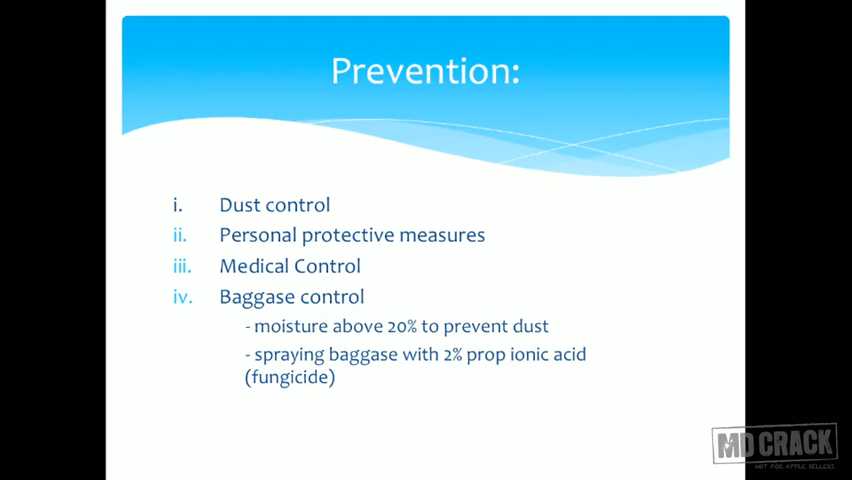 Prevention:
i. Dust control
ii. Personal protective measures
iii. Medical Control
iv. Baggase control
- moisture above 20% to prevent dust
- spraying baggase with 2% prop ionic acid
(fungicide)
MD CRACK
NOT FOR APPLE SELLERS